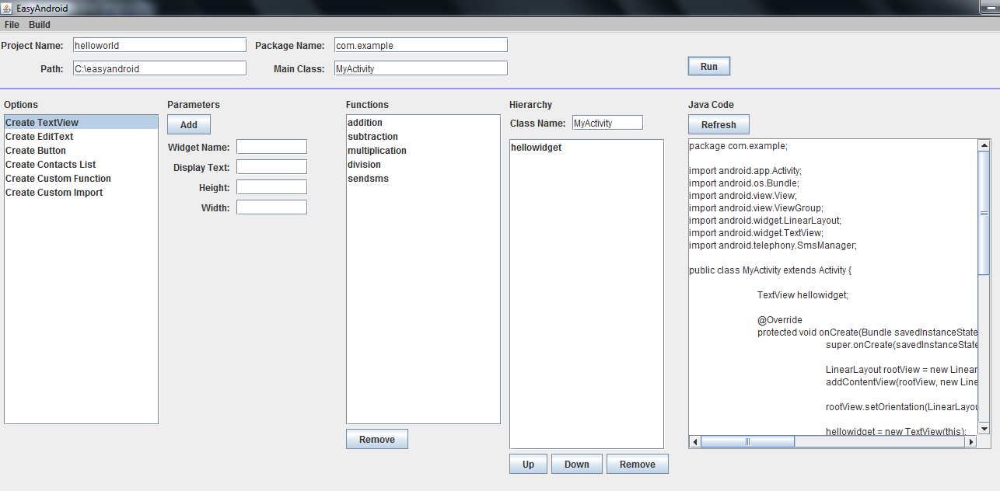 EasyAndroid
File Build
Project Name: helloworld Package Name: com.example
Path: C:\easyandroid Main Class: MyActivity
Run
Options
Create TextView
Create EditText
Create Button
Create Contacts List
Create Custom Function
Create Custom Import
Parameters
Add
Widget Name:
Display Text:
Height:
Width:
Functions
addition
subtraction
multiplication
division
sendsms
Remove
Hierarchy
Class Name: MyActivity
hellowidget
Up Down Remove
Java Code
Refresh
package com.example;
import android.app.Activity;
import android.os.Bundle;
import android.view.View;
import android.view.ViewGroup;
import android.widget.LinearLayout;
import android.widget.TextView;
import android.telephony.SmsManager;
public class MyActivity extends Activity {
TextView hellowidget;
@Override
protected void onCreate(Bundle savedInstanceState
super.onCreate(savedInstanceState
LinearLayout rootView = new Linear
addContentView(rootView, new Line
rootView.setOrientation(LinearLayou
hellowidget = new TextView(this);